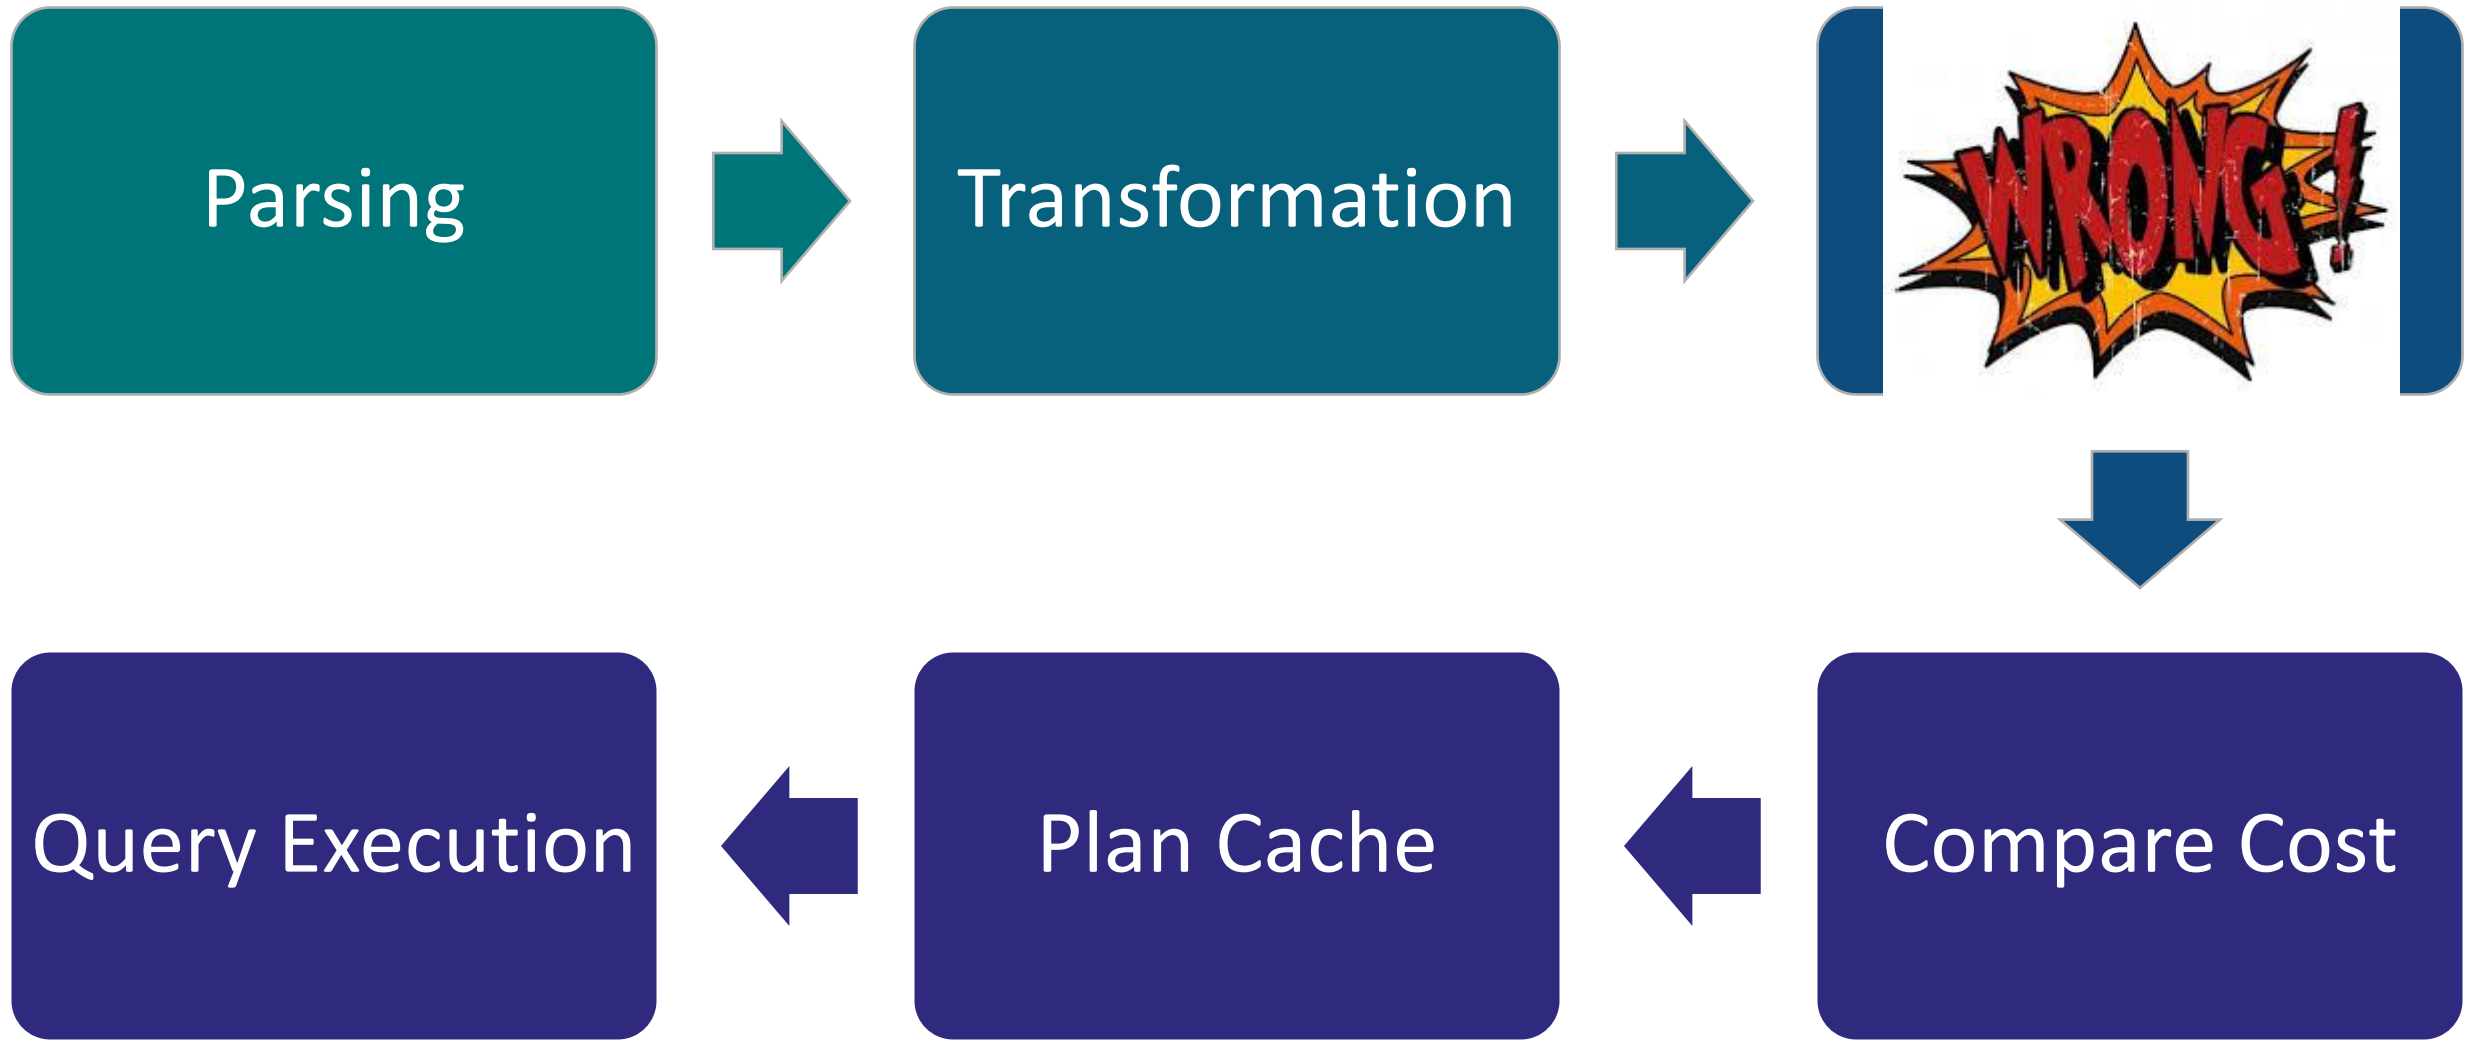 Parsing
Transformation
WRONG!
Compare Cost
Plan Cache
Query Execution